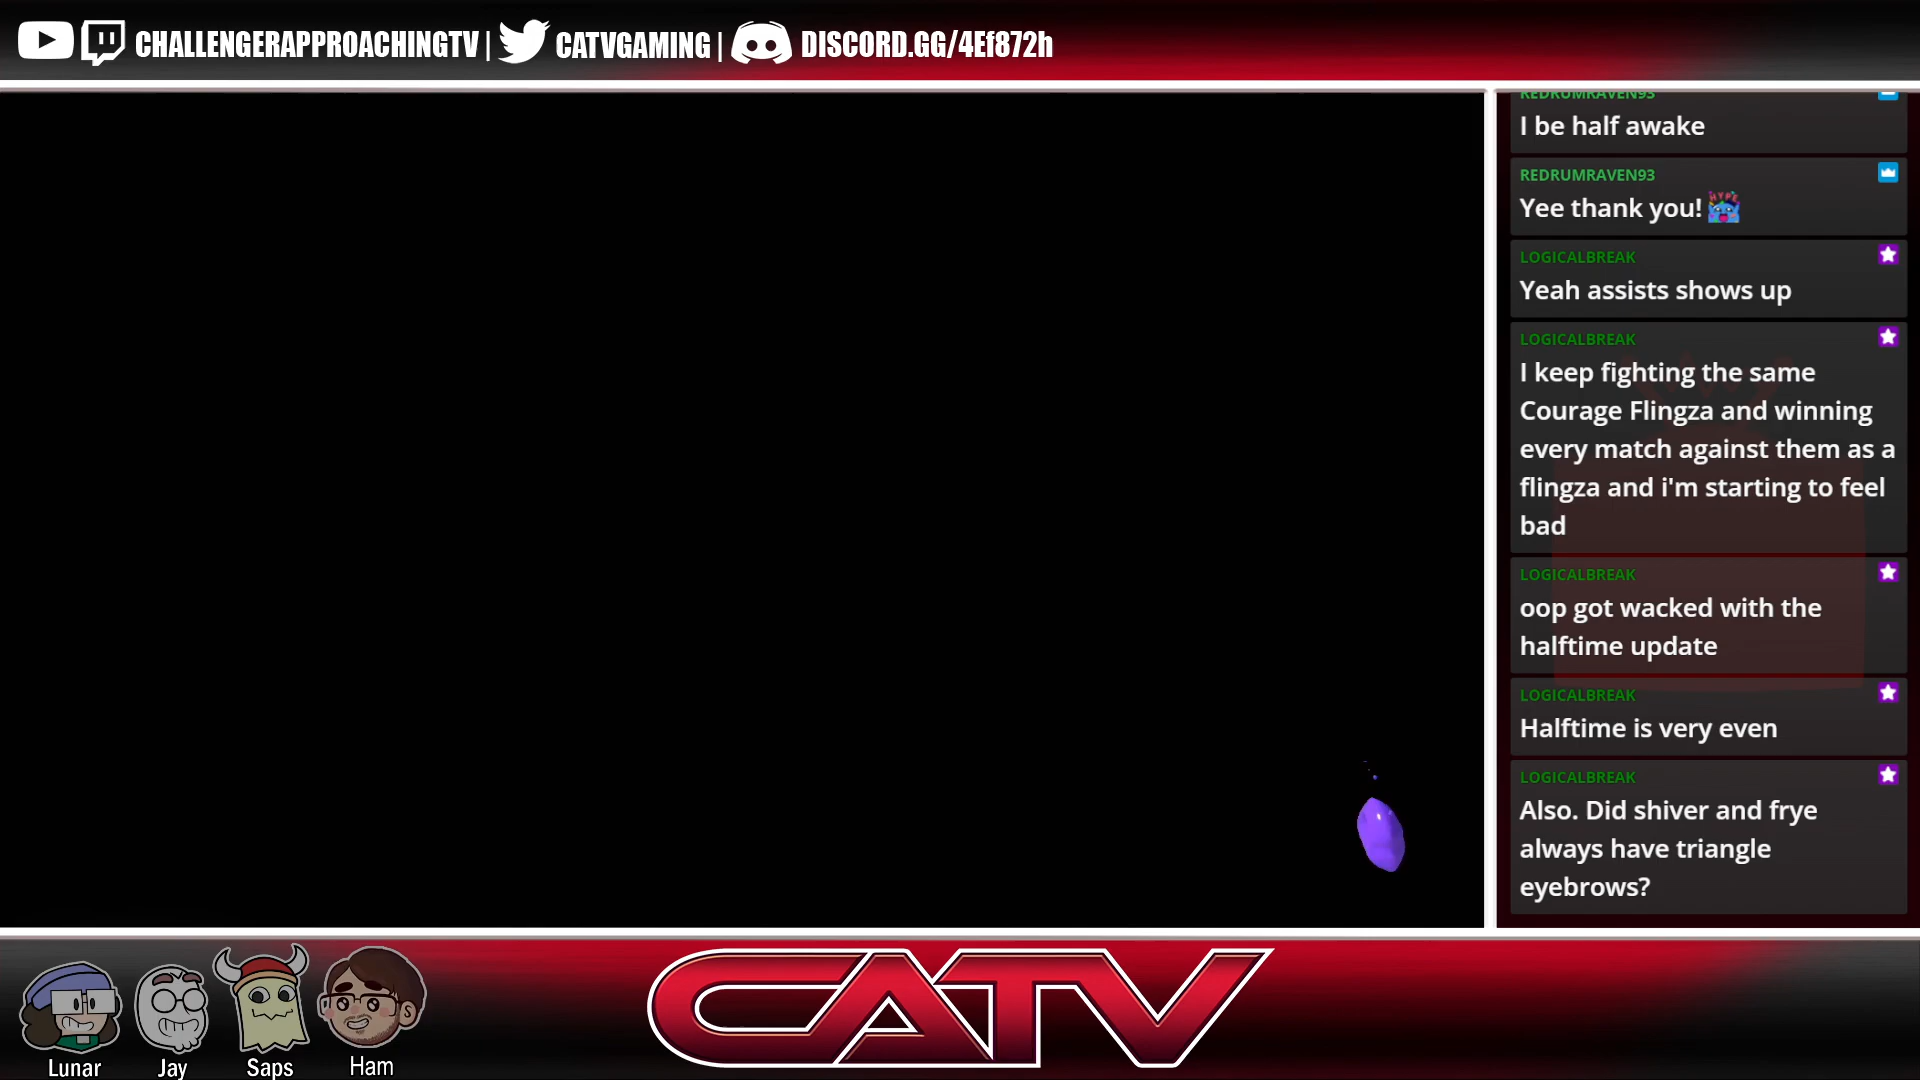 CHALLENGERAPPROACHINGTV | CATVGAMING | DISCORD.GG/4Ef872h
REDRUMRAVEN93
I be half awake
REDRUMRAVEN93
Yee thank you! HYPE
LOGICALBREAK
Yeah assists shows up
LOGICALBREAK
I keep fighting the same
Courage Flingza and winning
every match against them as a
flingza and i'm starting to feel
bad
LOGICALBREAK
oop got wacked with the
halftime update
LOGICALBREAK
Halftime is very even
LOGICALBREAK
Also. Did shiver and frye
always have triangle
eyebrows?
CATV
Lunar Jay Saps Ham